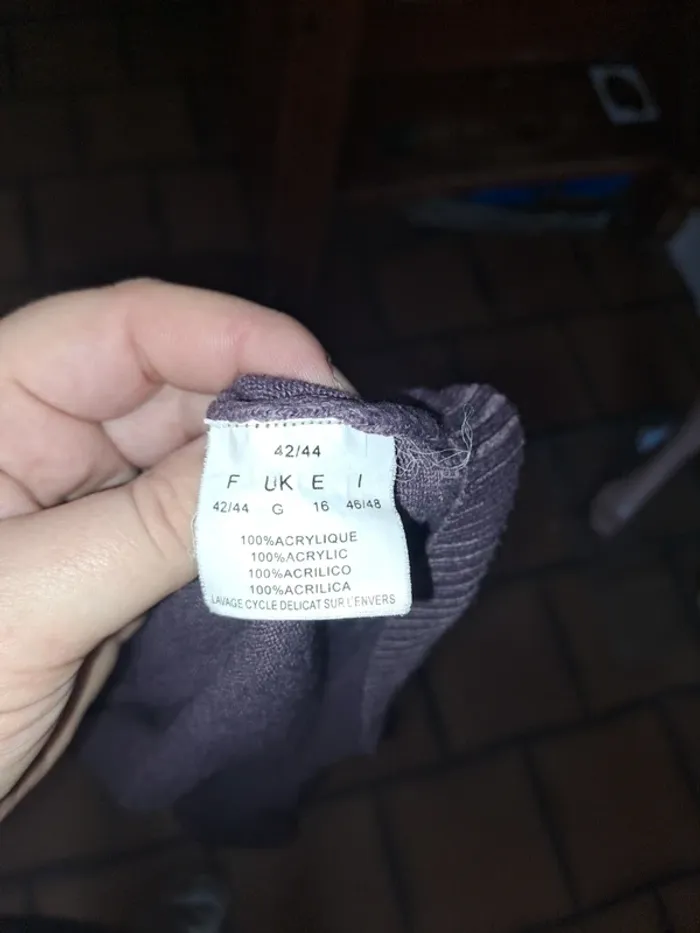 42/44
F UK E I
42/44 G 16 46/48
100%ACRYLIQUE
100%ACRYLIC
100%ACRILICO
100%ACRILICA
LAVAGE CYCLE DELICAT SUR L'ENVERS